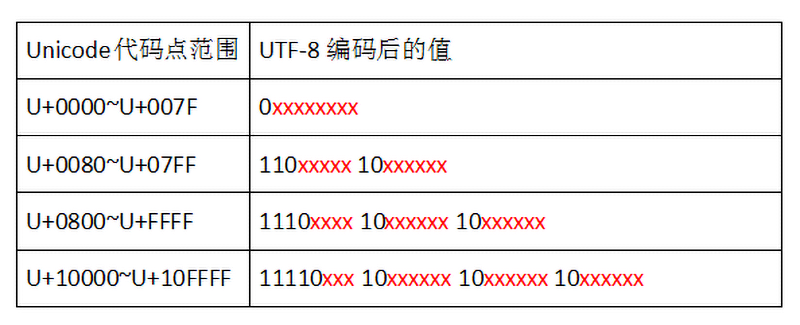 Unicode代码点范围 UTF-8 编码后的值
U+0000~U+007F 0xxxxxxxx
U+0080~U+07FF 110xxxxx 10xxxxxx
U+0800~U+FFFF 1110xxxx 10xxxxxx 10xxxxxx
U+10000~U+10FFFF 11110xxx 10xxxxxx 10xxxxxx 10xxxxxx